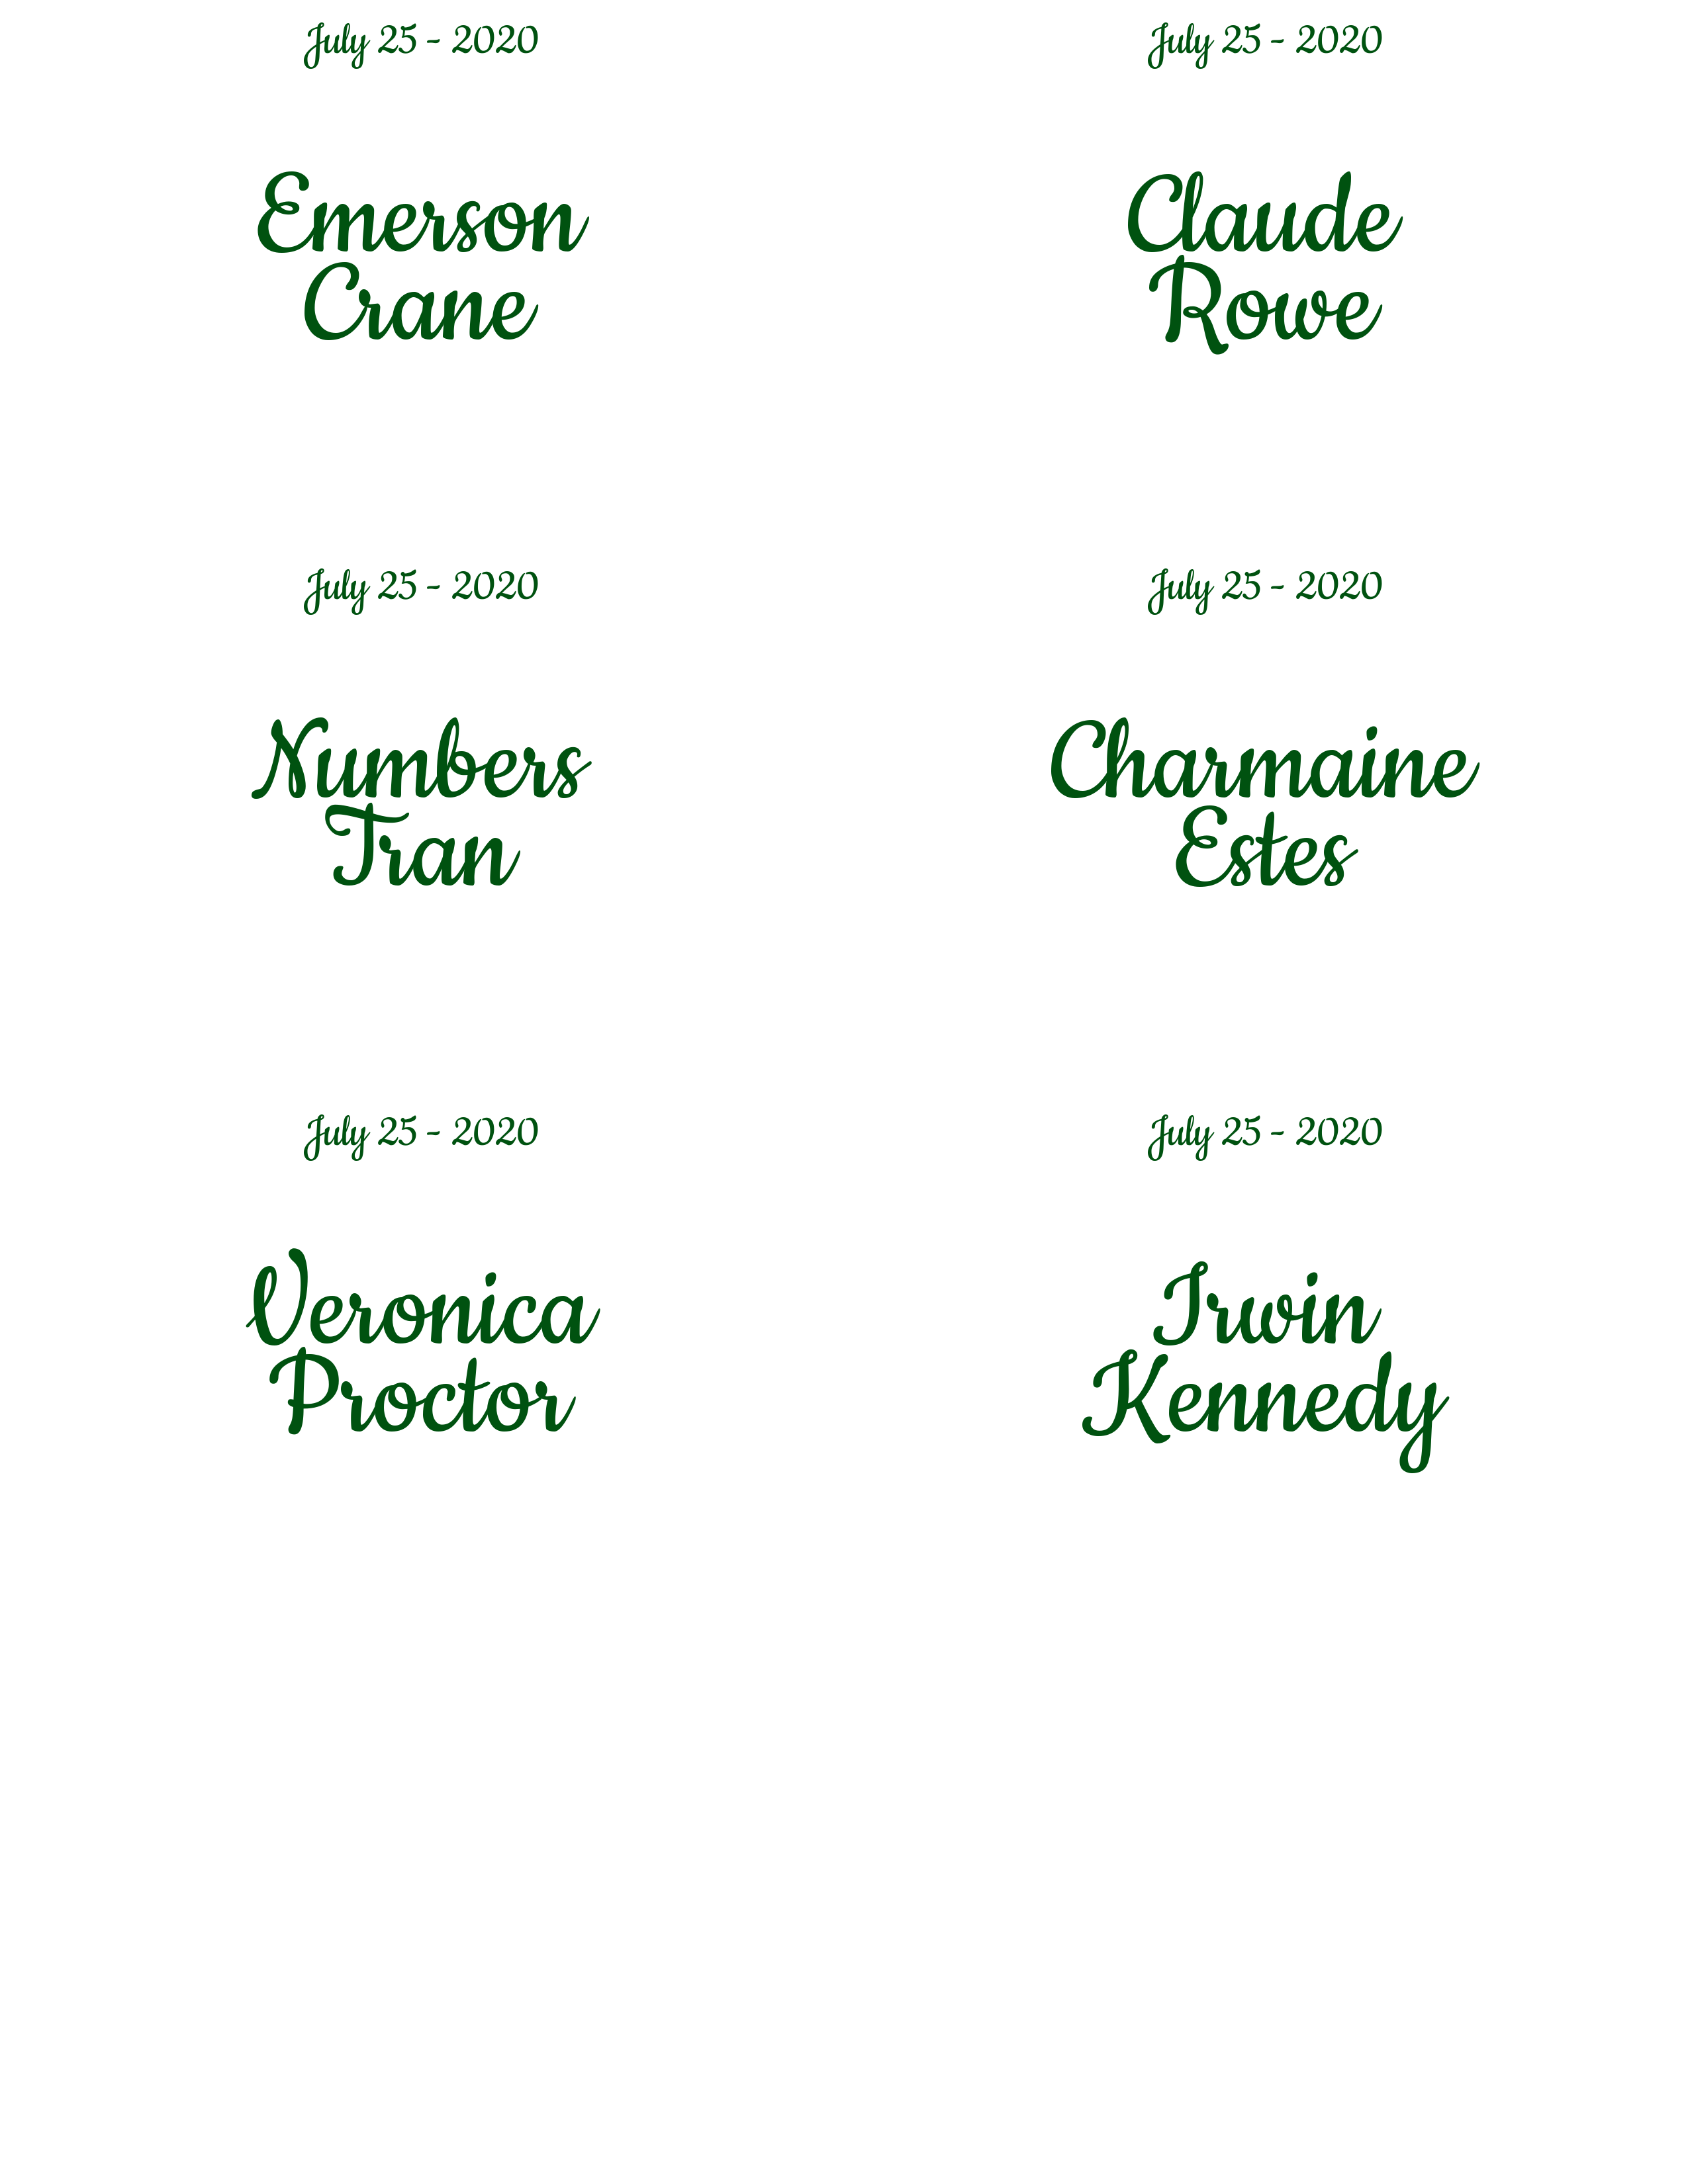 July 25 - 2020
Emerson
Crane
July 25 - 2020
Claude
Rowe
July 25 - 2020
Numbers
Tran
July 25 - 2020
Charmaine
Estes
July 25 - 2020
Veronica
Proctor
July 25 - 2020
Irwin
Kennedy